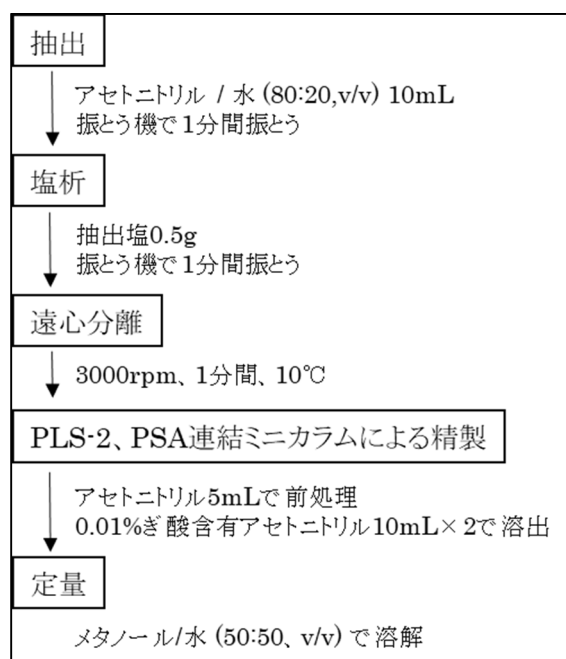 抽出
アセトニトリル / 水 (80:20,v/v) 10mL
振とう機で1分間振とう
塩析
抽出塩0.5g
振とう機で1分間振とう
遠心分離
3000rpm、1分間、10℃
PLS-2、PSA連結ミニカラムによる精製
アセトニトリル5mLで前処理
0.01%ぎ酸含有アセトニトリル10mL×2で溶出
定量
メタノール/水 (50:50、v/v) で溶解